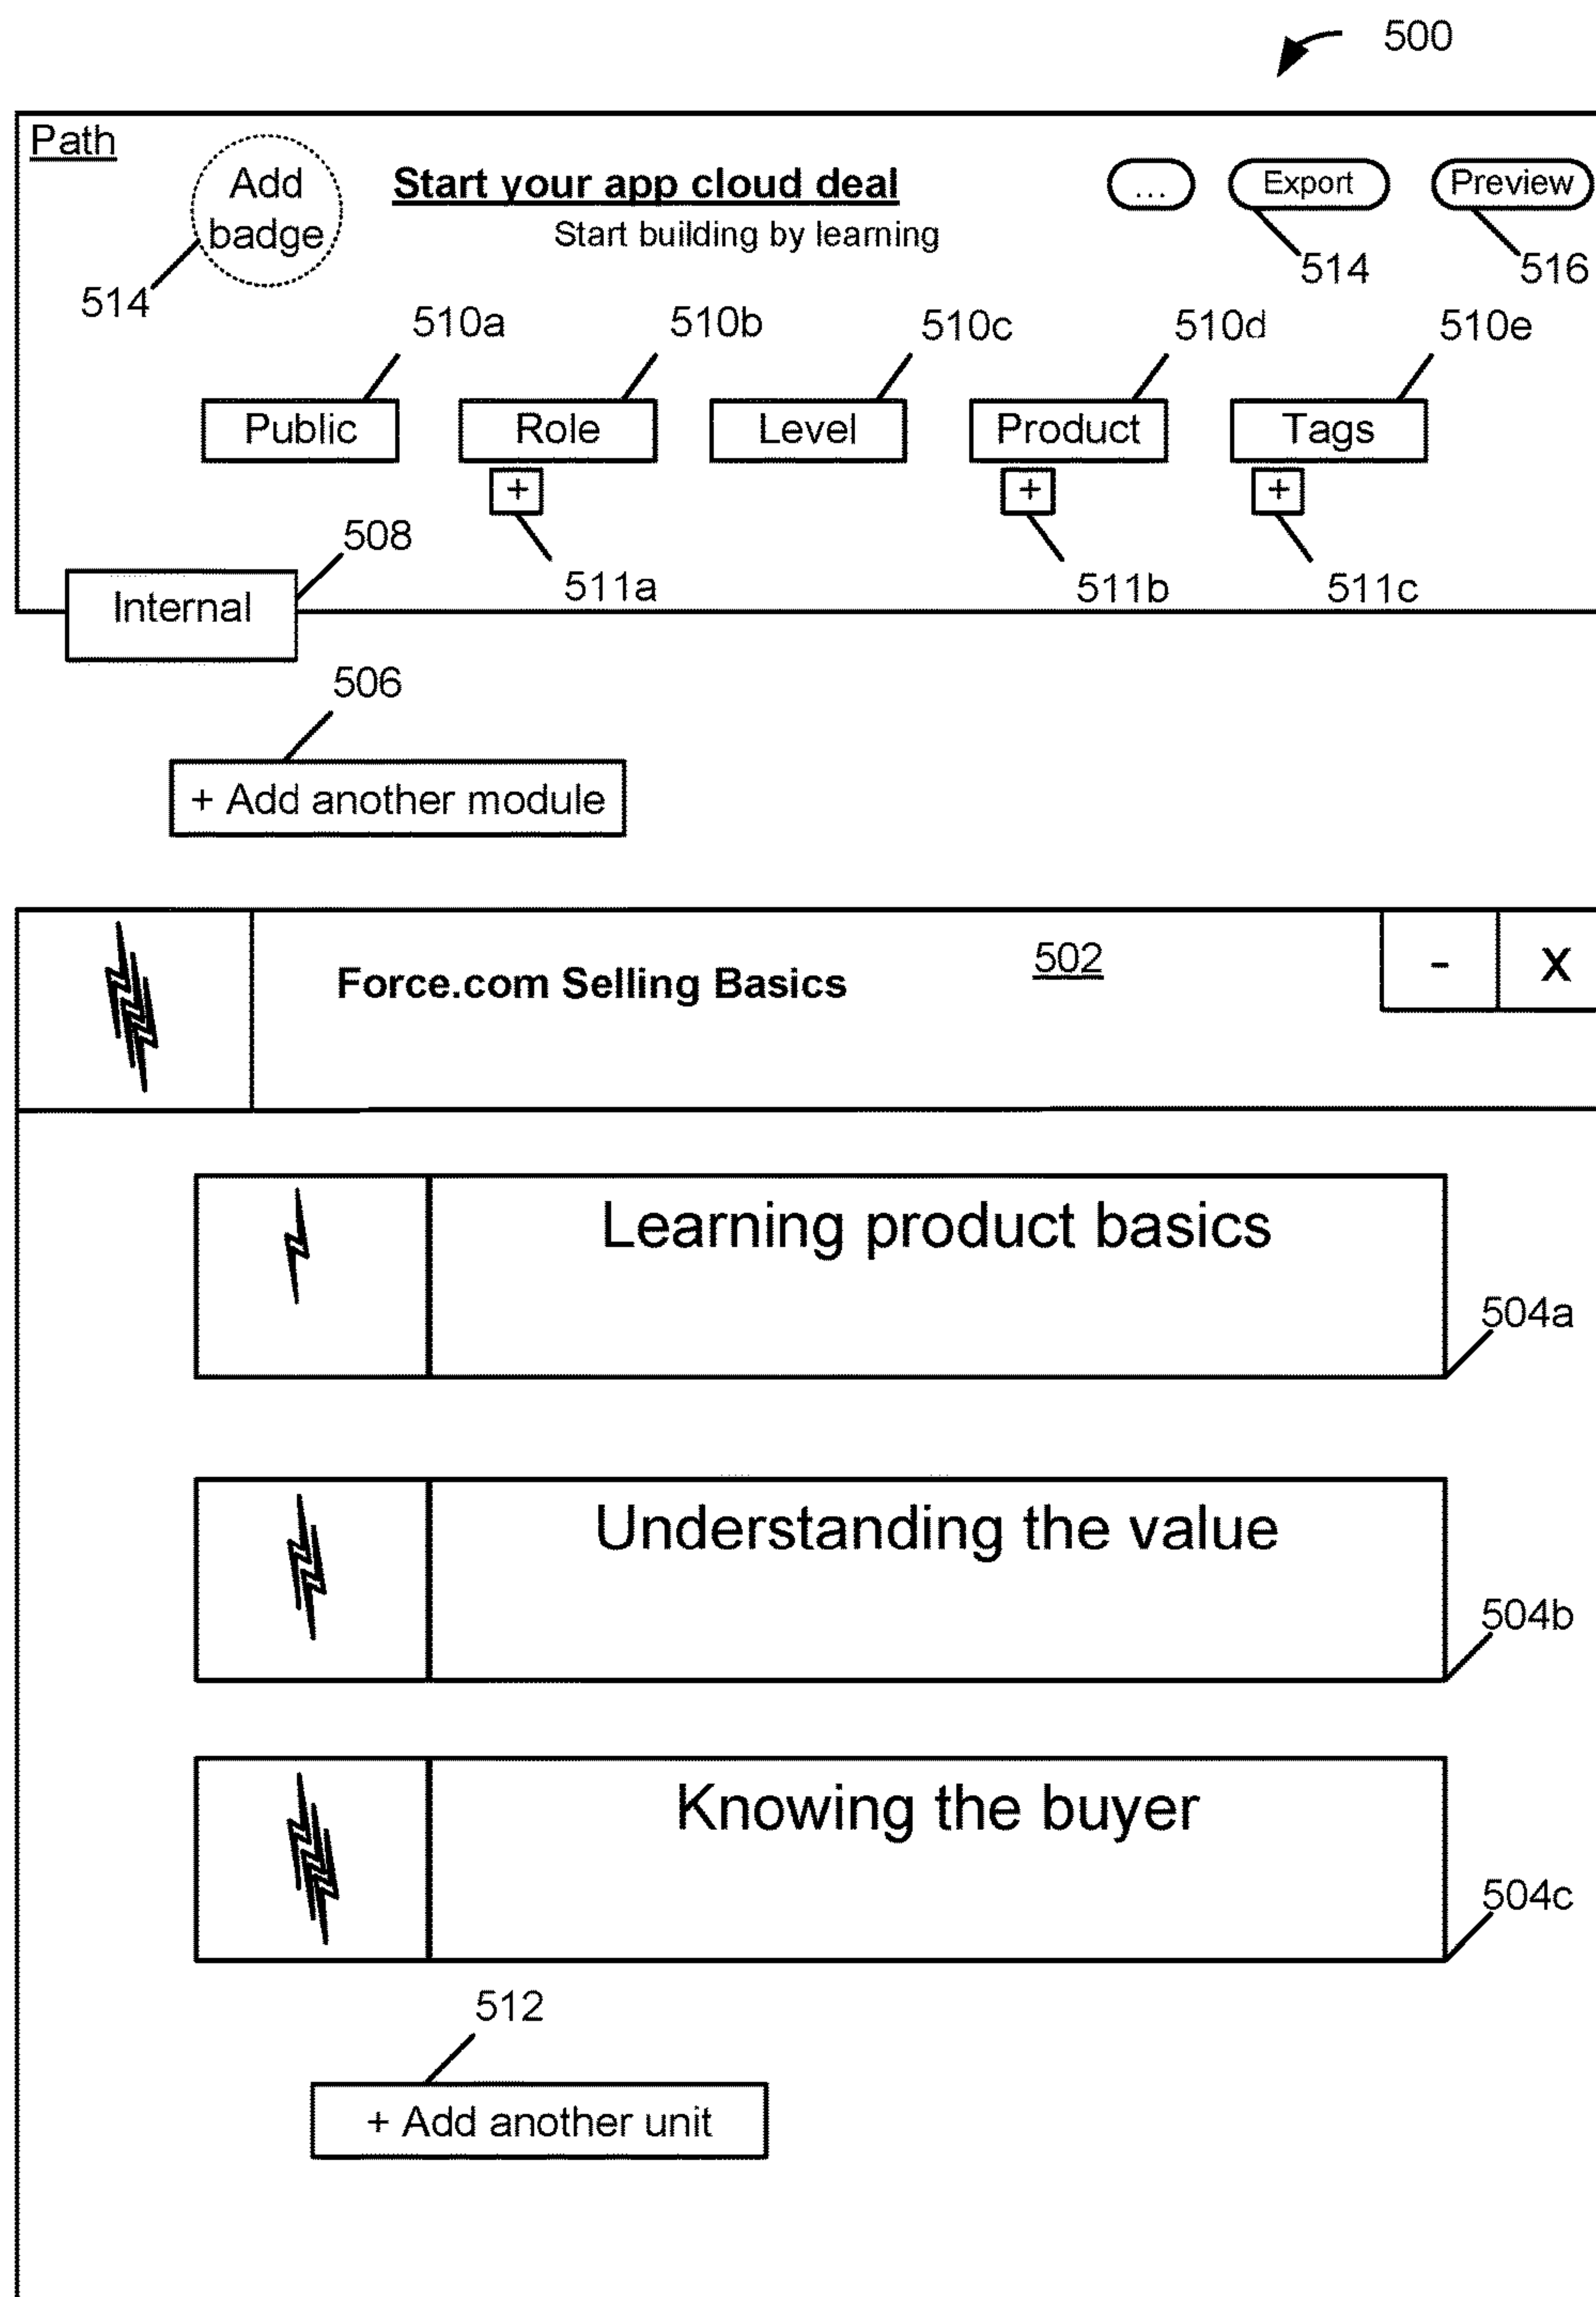 500
Path
Add
badge
Start your app cloud deal
Start building by learning
...
Export
Preview
514
514
516
510a
510b
510c
510d
510e
Public
Role
Level
Product
Tags
+
+
+
508
511a
511b
511c
Internal
506
+ Add another module
Force.com Selling Basics
502
-
X
Learning product basics
504a
Understanding the value
504b
Knowing the buyer
504c
512
+ Add another unit